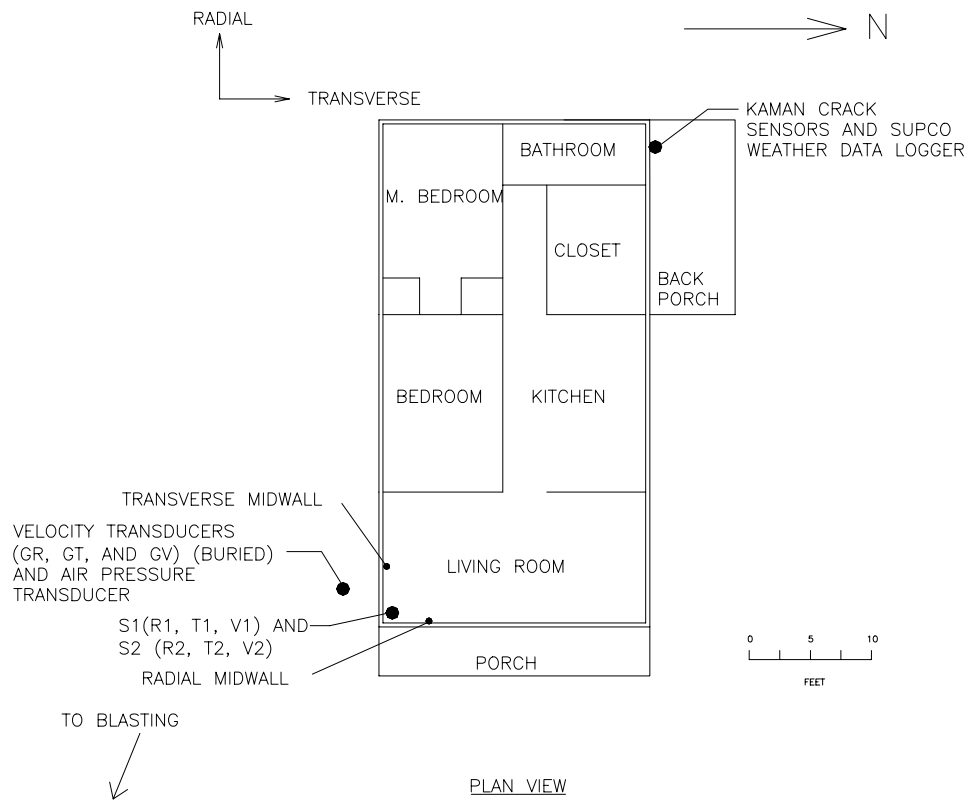 RADIAL
N
TRANSVERSE
KAMAN CRACK
SENSORS AND SUPCO
WEATHER DATA LOGGER
BATHROOM
M. BEDROOM
CLOSET
BACK
PORCH
BEDROOM
KITCHEN
TRANSVERSE MIDWALL
VELOCITY TRANSDUCERS
(GR, GT, AND GV) (BURIED)
AND AIR PRESSURE
TRANSDUCER
LIVING ROOM
S1(R1, T1, V1) AND
S2 (R2, T2, V2)
RADIAL MIDWALL
PORCH
0 5 10
FEET
TO BLASTING
PLAN VIEW